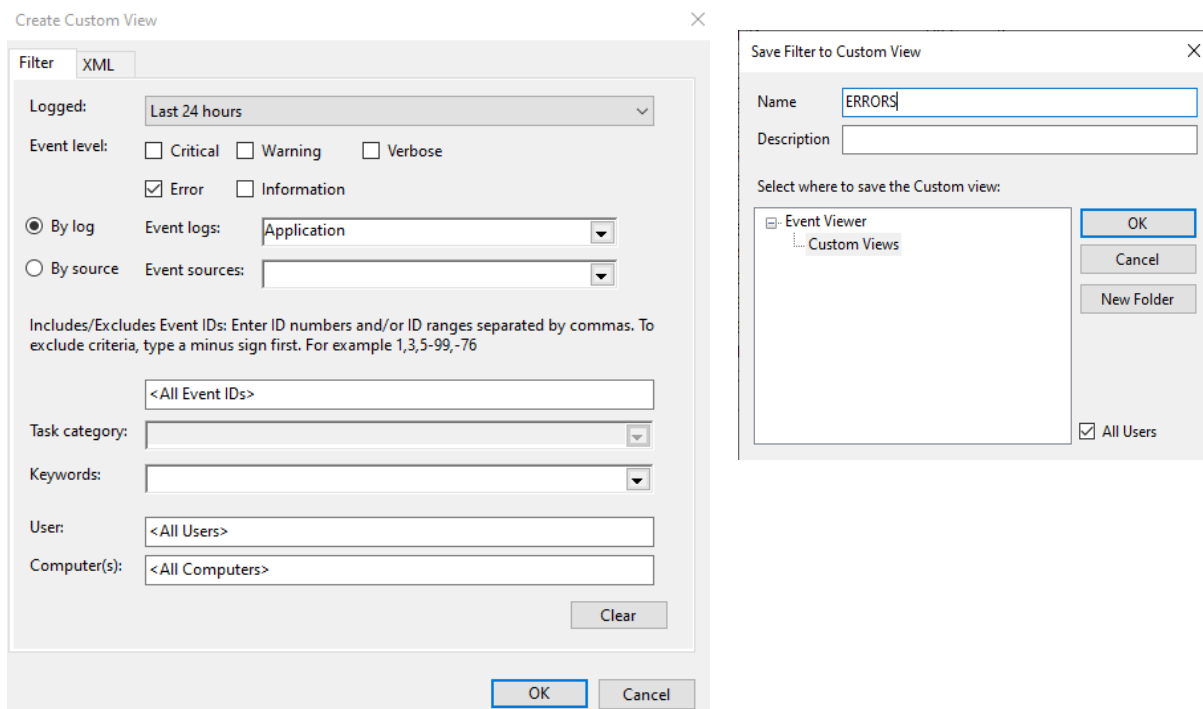 Create Custom View
Filter
XML
Logged:
Last 24 hours
Event level:
Critical
Warning
Verbose
Error
Information
By log
Event logs:
Application
By source
Event sources:
Includes/Excludes Event IDs: Enter ID numbers and/or ID ranges separated by commas. To
exclude criteria, type a minus sign first. For example 1,3,5-99,-76
<All Event IDs>
Task category:
Keywords:
User:
<All Users>
Computer(s):
<All Computers>
Clear
OK
Cancel
Save Filter to Custom View
Name
ERRORS
Description
Select where to save the Custom view:
Event Viewer
Custom Views
OK
Cancel
New Folder
All Users